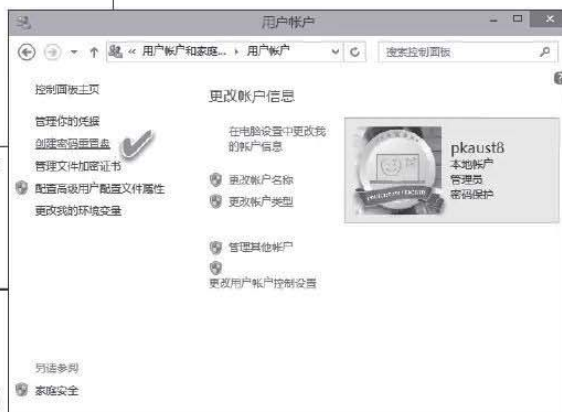 用户帐户
« 用户帐户和家庭... ▸ 用户帐户
搜索控制面板
控制面板主页
管理你的凭据
创建密码重置盘
管理文件加密证书
配置高级用户配置文件属性
更改我的环境变量
更改帐户信息
在电脑设置中更改我
的帐户信息
更改帐户名称
更改帐户类型
管理其他帐户
更改用户帐户控制设置
pkaust8
本地帐户
管理员
密码保护
另请参阅
家庭安全